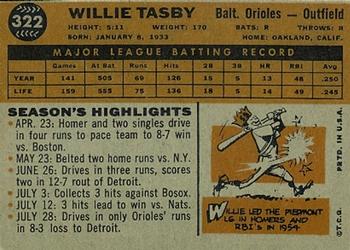 322
WILLIE TASBY
Balt. Orioles — Outfield
HEIGHT: 5:11 WEIGHT: 170 BATS: R THROWS: R
BORN: JANUARY 8, 1933 HOME: OAKLAND, CALIF.
MAJOR LEAGUE BATTING RECORD
Games At Bat Runs Hits 2B 3B H.R. R.B.I. Avg.
YEAR 141 505 69 126 13 1 12 48 .250
LIFE 159 555 75 136 15 1 13 49 .245
SEASON'S HIGHLIGHTS
• APR. 23: Homer and two singles drive
in four runs to pace team to 8-7 win
vs. Boston.
• MAY 23: Belted two home runs vs. N.Y.
• JUNE 26: Drives in three runs, scores
two in 12-7 rout of Detroit.
• JULY 3: Collects 3 hits against Bosox.
• JULY 12: 3 hits lead to win vs. Nats.
• JULY 28: Drives in only Orioles' runs
in 8-3 loss to Detroit.
WILLIE LED THE PIEDMONT
LG IN HOMERS AND
RBI'S IN 1954
©T.C.G. PRTD. IN U.S.A.